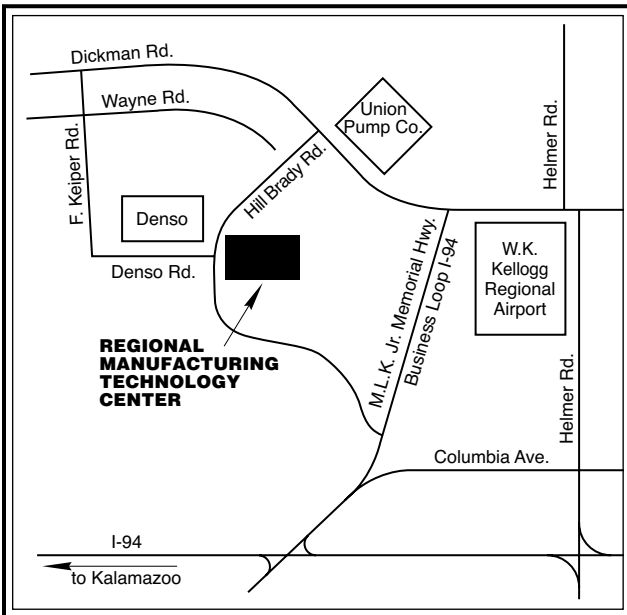 Dickman Rd.
Wayne Rd.
Union
Pump Co.
Helmer Rd.
F. Keiper Rd.
Hill Brady Rd.
Denso
Denso Rd.
M.L.K. Jr. Memorial Hwy.
Business Loop I-94
W.K.
Kellogg
Regional
Airport
REGIONAL
MANUFACTURING
TECHNOLOGY
CENTER
Helmer Rd.
Columbia Ave.
I-94
to Kalamazoo